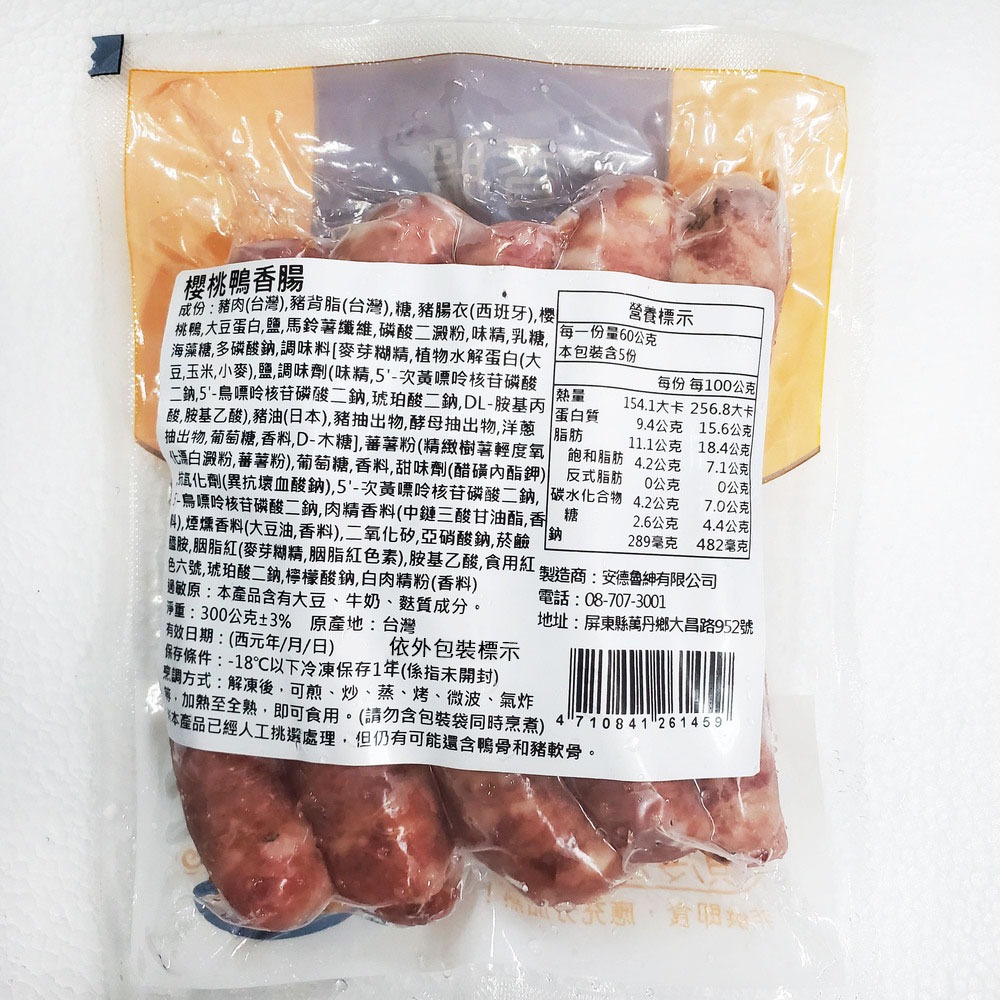 櫻桃鴨香腸
成份：豬肉(台灣),豬背脂(台灣),糖,豬腸衣(西班牙),櫻
桃鴨,大豆蛋白,鹽,馬鈴薯纖維,磷酸二澱粉,味精,乳糖,
海藻糖,多磷酸鈉,調味料[麥芽糊精,植物水解蛋白(大
豆,玉米,小麥),鹽,調味劑(味精,5'-次黃嘌呤核苷磷酸
二鈉,5'-鳥嘌呤核苷磷酸二鈉,琥珀酸二鈉,DL-胺基丙
酸,胺基乙酸),豬油(日本),豬抽出物,酵母抽出物,洋蔥
抽出物,葡萄糖,香料,D-木糖],蕃薯粉(精緻樹薯輕度氧
化漂白澱粉,蕃薯粉),葡萄糖,香料,甜味劑(醋磺內酯鉀)
,抗氧化劑(異抗壞血酸鈉),5'-次黃嘌呤核苷磷酸二鈉,
5'-鳥嘌呤核苷磷酸二鈉,肉精香料(中鏈三酸甘油酯,香
料),煙燻香料(大豆油,香料),二氧化矽,亞硝酸鈉,菸鹼
醯胺,胭脂紅(麥芽糊精,胭脂紅色素),胺基乙酸,食用紅
色六號,琥珀酸二鈉,檸檬酸鈉,白肉精粉(香料)
過敏原：本產品含有大豆、牛奶、麩質成分。
淨重：300公克±3% 原產地：台灣
有效日期：(西元年/月/日) 依外包裝標示
保存條件：-18℃以下冷凍保存1年(係指未開封)
烹調方式：解凍後，可煎、炒、蒸、烤、微波、氣炸
等，加熱至全熟，即可食用。(請勿含包裝袋同時烹煮)
※本產品已經人工挑選處理，但仍有可能還含鴨骨和豬軟骨。
營養標示
每一份量60公克
本包裝含5份
每份 每100公克
熱量 154.1大卡 256.8大卡
蛋白質 9.4公克 15.6公克
脂肪 11.1公克 18.4公克
飽和脂肪 4.2公克 7.1公克
反式脂肪 0公克 0公克
碳水化合物 4.2公克 7.0公克
糖 2.6公克 4.4公克
鈉 289毫克 482毫克
製造商：安德魯紳有限公司
電話：08-707-3001
地址：屏東縣萬丹鄉大昌路952號
4 710841 261459